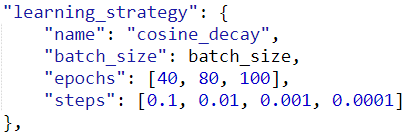 "learning_strategy": {
    "name": "cosine_decay",
    "batch_size": batch_size,
    "epochs": [40, 80, 100],
    "steps": [0.1, 0.01, 0.001, 0.0001]
},